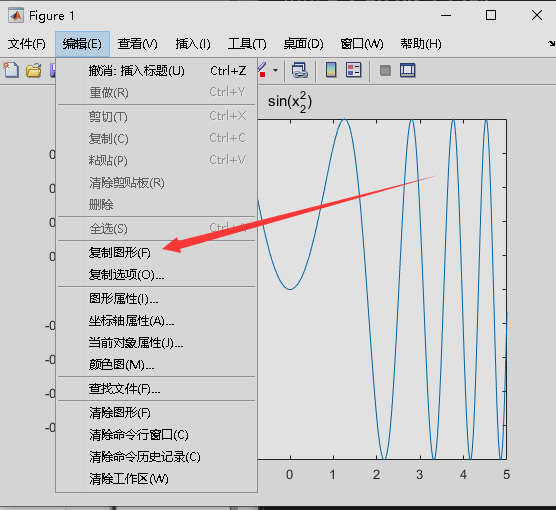 Figure 1
文件(F) 编辑(E) 查看(V) 插入(I) 工具(T) 桌面(D) 窗口(W) 帮助(H)
撤消: 插入标题(U) Ctrl+Z
重做(R) Ctrl+Y
剪切(T) Ctrl+X
复制(C) Ctrl+C
粘贴(P) Ctrl+V
清除剪贴板(R)
删除
全选(S)
复制图形(F)
复制选项(O)...
图形属性(I)...
坐标轴属性(A)...
当前对象属性(J)...
颜色图(M)...
查找文件(F)...
清除图形(F)
清除命令行窗口(C)
清除命令历史记录(C)
清除工作区(W)
sin(x₂²)
0
0
0
0
-0
-0
-0
-0
0 1 2 3 4 5